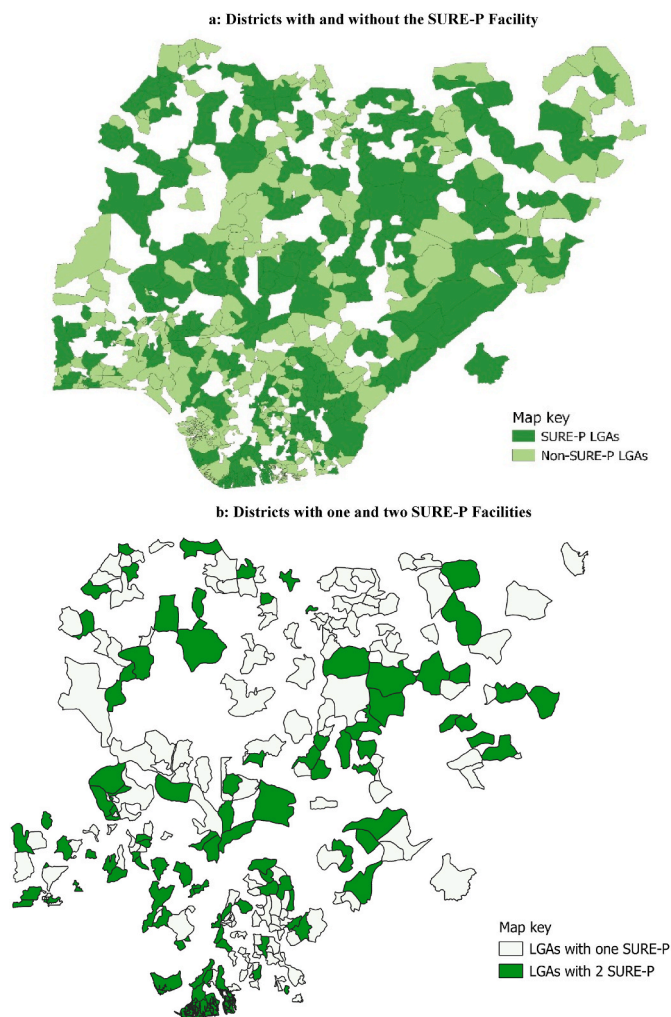 a: Districts with and without the SURE-P Facility
Map key
SURE-P LGAs
Non-SURE-P LGAs
b: Districts with one and two SURE-P Facilities
Map key
LGAs with one SURE-P
LGAs with 2 SURE-P